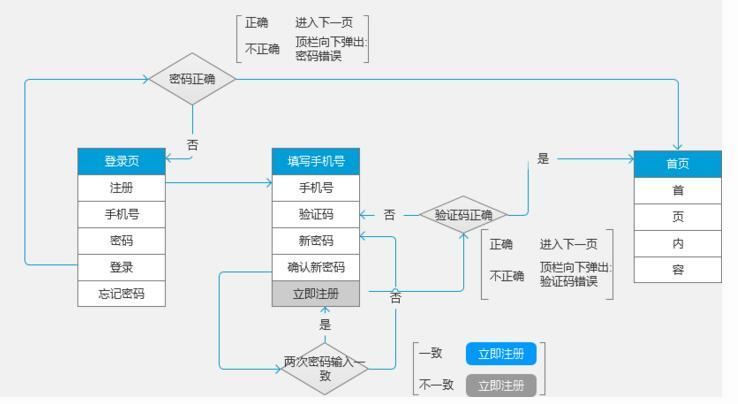 正确 进入下一页
不正确 顶栏向下弹出:
密码错误
密码正确
否
是
登录页
注册
手机号
密码
登录
忘记密码
填写手机号
手机号
验证码
新密码
确认新密码
立即注册
否
验证码正确
首页
首
页
内
容
正确 进入下一页
不正确 顶栏向下弹出:
验证码错误
否
是
两次密码输入一
致
一致 立即注册
不一致 立即注册